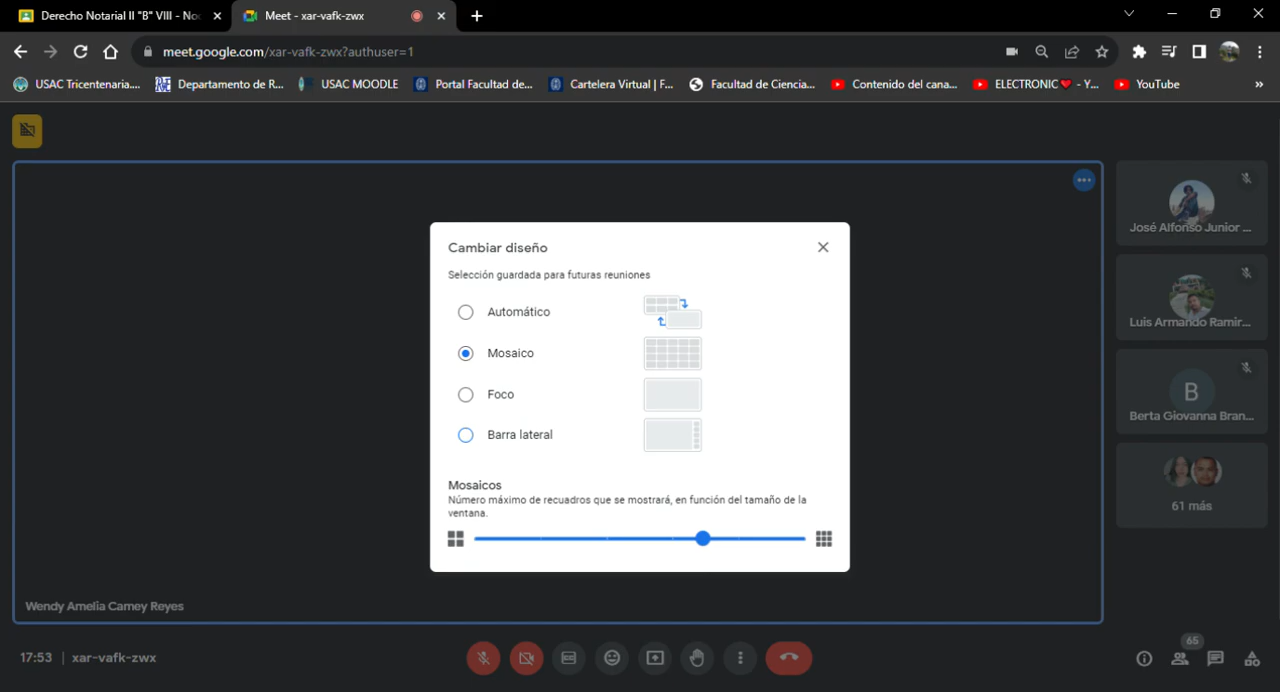 Derecho Notarial II "B" VIII - No
Meet - xar-vafk-zwx
meet.google.com/xar-vafk-zwx?authuser=1
USAC Tricentenaria....
Departamento de R...
USAC MOODLE
Portal Facultad de...
Cartelera Virtual | F...
Facultad de Ciencia...
Contenido del cana...
ELECTRONIC❤ - Y...
YouTube
»
José Alfonso Junior ...
Luis Armando Ramir...
B
Berta Giovanna Bran...
61 más
Cambiar diseño
Selección guardada para futuras reuniones
Automático
Mosaico
Foco
Barra lateral
Mosaicos
Número máximo de recuadros que se mostrará, en función del tamaño de la
ventana.
Wendy Amelia Camey Reyes
17:53 | xar-vafk-zwx
65